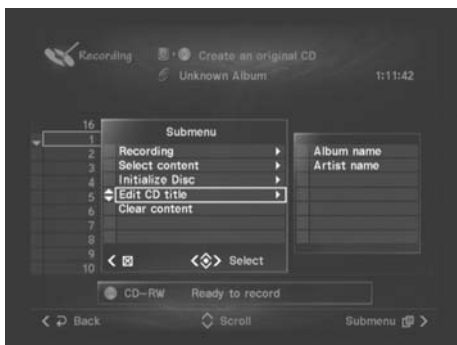 Recording Create an original CD
Unknown Album 1:11:42
16
1
2
3
4
5
6
7
8
9
10
Submenu
Recording
Select content
Initialize Disc
Edit CD title
Clear content
Select
Album name
Artist name
CD-RW Ready to record
Back Scroll Submenu